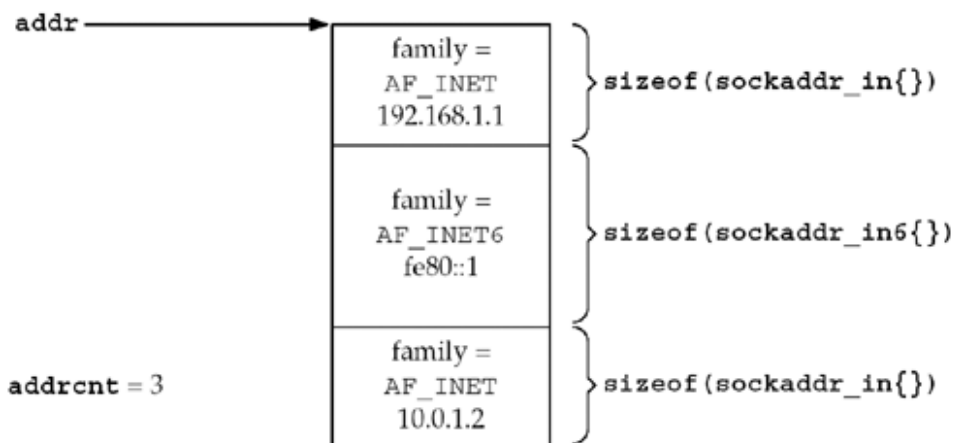 addr
family =
AF_INET
192.168.1.1
sizeof(sockaddr_in{})
family =
AF_INET6
fe80::1
sizeof(sockaddr_in6{})
addrcnt = 3
family =
AF_INET
10.0.1.2
sizeof(sockaddr_in{})